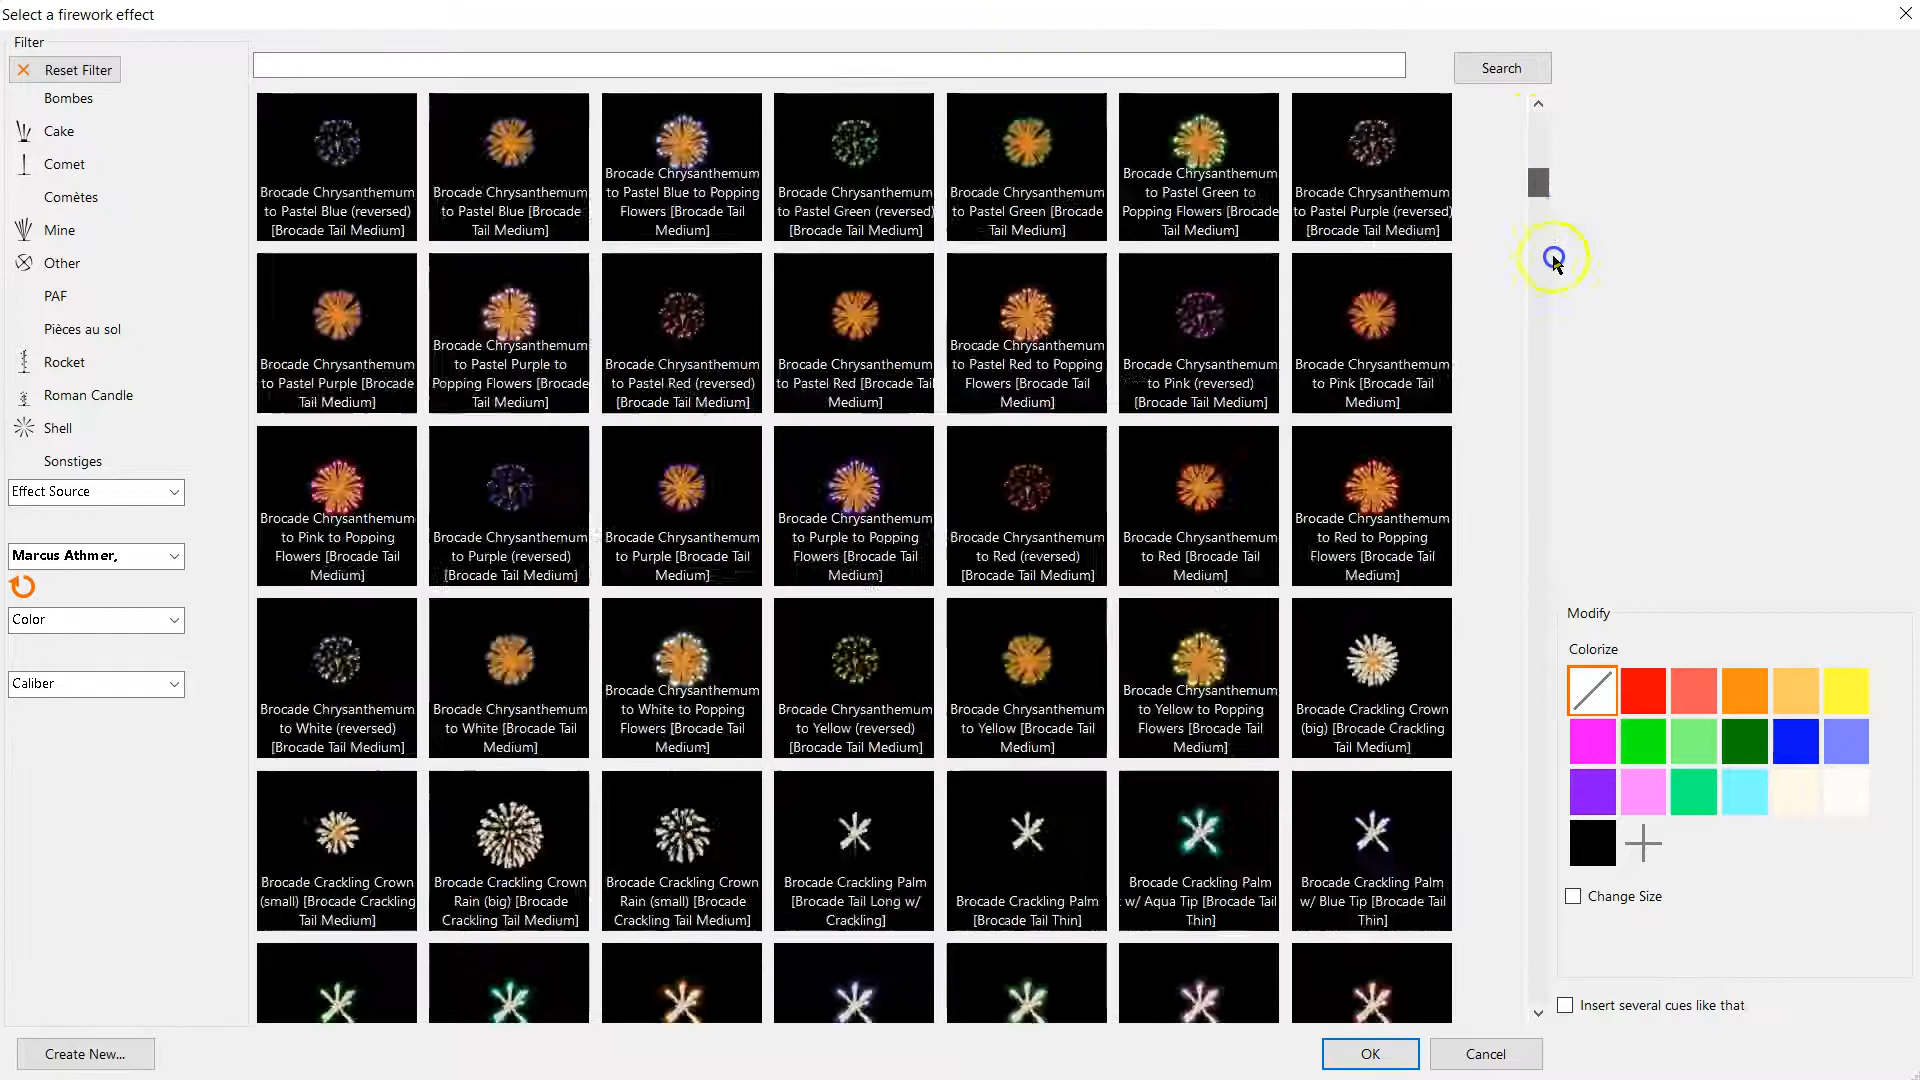 Select a firework effect
Filter
Reset Filter
Search
Bombes
Cake
Comet
Comètes
Mine
Other
PAF
Pièces au sol
Rocket
Roman Candle
Shell
Sonstiges
Effect Source
Marcus Athmer,
Color
Caliber
Brocade Chrysanthemum
to Pastel Blue (reversed)
[Brocade Tail Medium]
Brocade Chrysanthemum
to Pastel Blue [Brocade
Tail Medium]
Brocade Chrysanthemum
to Pastel Blue to Popping
Flowers [Brocade Tail
Medium]
Brocade Chrysanthemum
to Pastel Green (reversed)
[Brocade Tail Medium]
Brocade Chrysanthemum
to Pastel Green [Brocade
Tail Medium]
Brocade Chrysanthemum
to Pastel Green to
Popping Flowers [Brocade
Tail Medium]
Brocade Chrysanthemum
to Pastel Purple (reversed)
[Brocade Tail Medium]
Brocade Chrysanthemum
to Pastel Purple [Brocade
Tail Medium]
Brocade Chrysanthemum
to Pastel Purple to
Popping Flowers [Brocade
Tail Medium]
Brocade Chrysanthemum
to Pastel Red (reversed)
[Brocade Tail Medium]
Brocade Chrysanthemum
to Pastel Red [Brocade Tail
Medium]
Brocade Chrysanthemum
to Pastel Red to Popping
Flowers [Brocade Tail
Medium]
Brocade Chrysanthemum
to Pink (reversed)
[Brocade Tail Medium]
Brocade Chrysanthemum
to Pink [Brocade Tail
Medium]
Brocade Chrysanthemum
to Pink to Popping
Flowers [Brocade Tail
Medium]
Brocade Chrysanthemum
to Purple (reversed)
[Brocade Tail Medium]
Brocade Chrysanthemum
to Purple [Brocade Tail
Medium]
Brocade Chrysanthemum
to Purple to Popping
Flowers [Brocade Tail
Medium]
Brocade Chrysanthemum
to Red (reversed)
[Brocade Tail Medium]
Brocade Chrysanthemum
to Red [Brocade Tail
Medium]
Brocade Chrysanthemum
to Red to Popping
Flowers [Brocade Tail
Medium]
Brocade Chrysanthemum
to White (reversed)
[Brocade Tail Medium]
Brocade Chrysanthemum
to White [Brocade Tail
Medium]
Brocade Chrysanthemum
to White to Popping
Flowers [Brocade Tail
Medium]
Brocade Chrysanthemum
to Yellow (reversed)
[Brocade Tail Medium]
Brocade Chrysanthemum
to Yellow [Brocade Tail
Medium]
Brocade Chrysanthemum
to Yellow to Popping
Flowers [Brocade Tail
Medium]
Brocade Crackling Crown
(big) [Brocade Crackling
Tail Medium]
Brocade Crackling Crown
(small) [Brocade Crackling
Tail Medium]
Brocade Crackling Crown
Rain (big) [Brocade
Crackling Tail Medium]
Brocade Crackling Crown
Rain (small) [Brocade
Crackling Tail Medium]
Brocade Crackling Palm
[Brocade Tail Long w/
Crackling]
Brocade Crackling Palm
[Brocade Tail Thin]
Brocade Crackling Palm
w/ Aqua Tip [Brocade Tail
Thin]
Brocade Crackling Palm
w/ Blue Tip [Brocade Tail
Thin]
Modify
Colorize
Change Size
Insert several cues like that
Create New...
OK
Cancel